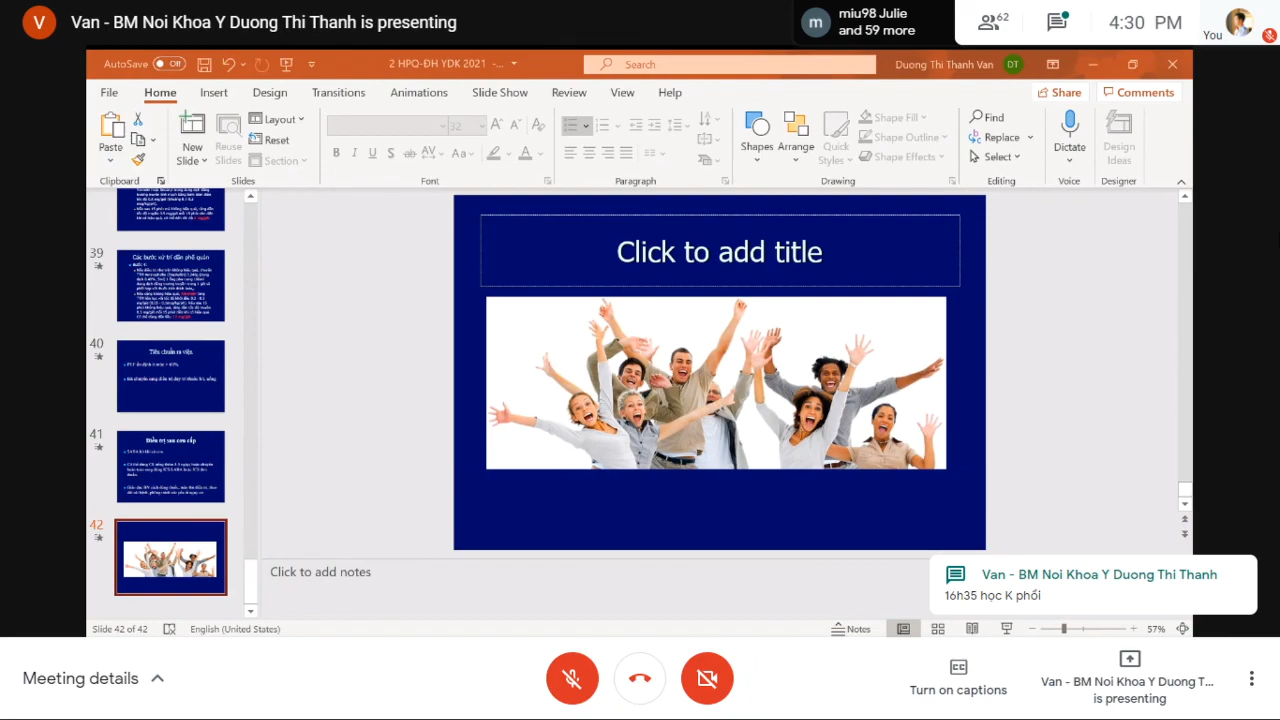 V
Van - BM Noi Khoa Y Duong Thi Thanh is presenting
m
miu98 Julie
and 59 more
62
4:30 PM
You
AutoSave
Off
2 HPQ-ĐH YDK 2021 -...
Search
Duong Thi Thanh Van
DT
File
Home
Insert
Design
Transitions
Animations
Slide Show
Review
View
Help
Share
Comments
Paste
Clipboard
New
Slide
Reuse
Slides
Layout
Reset
Section
Slides
32
B I U S ab AV Aa A
Font
Paragraph
Shapes
Arrange
Quick
Styles
Shape Fill
Shape Outline
Shape Effects
Drawing
Find
Replace
Select
Editing
Dictate
Voice
Design
Ideas
Designer
39
Các bước xử trí dãn phế quản
40
Tiêu chuẩn ra viện
41
Điều trị sau cơn cấp
42
Click to add title
Click to add notes
Van - BM Noi Khoa Y Duong Thi Thanh
16h35 học K phổi
Slide 42 of 42
English (United States)
Notes
57%
Meeting details
Turn on captions
Van - BM Noi Khoa Y Duong T...
is presenting